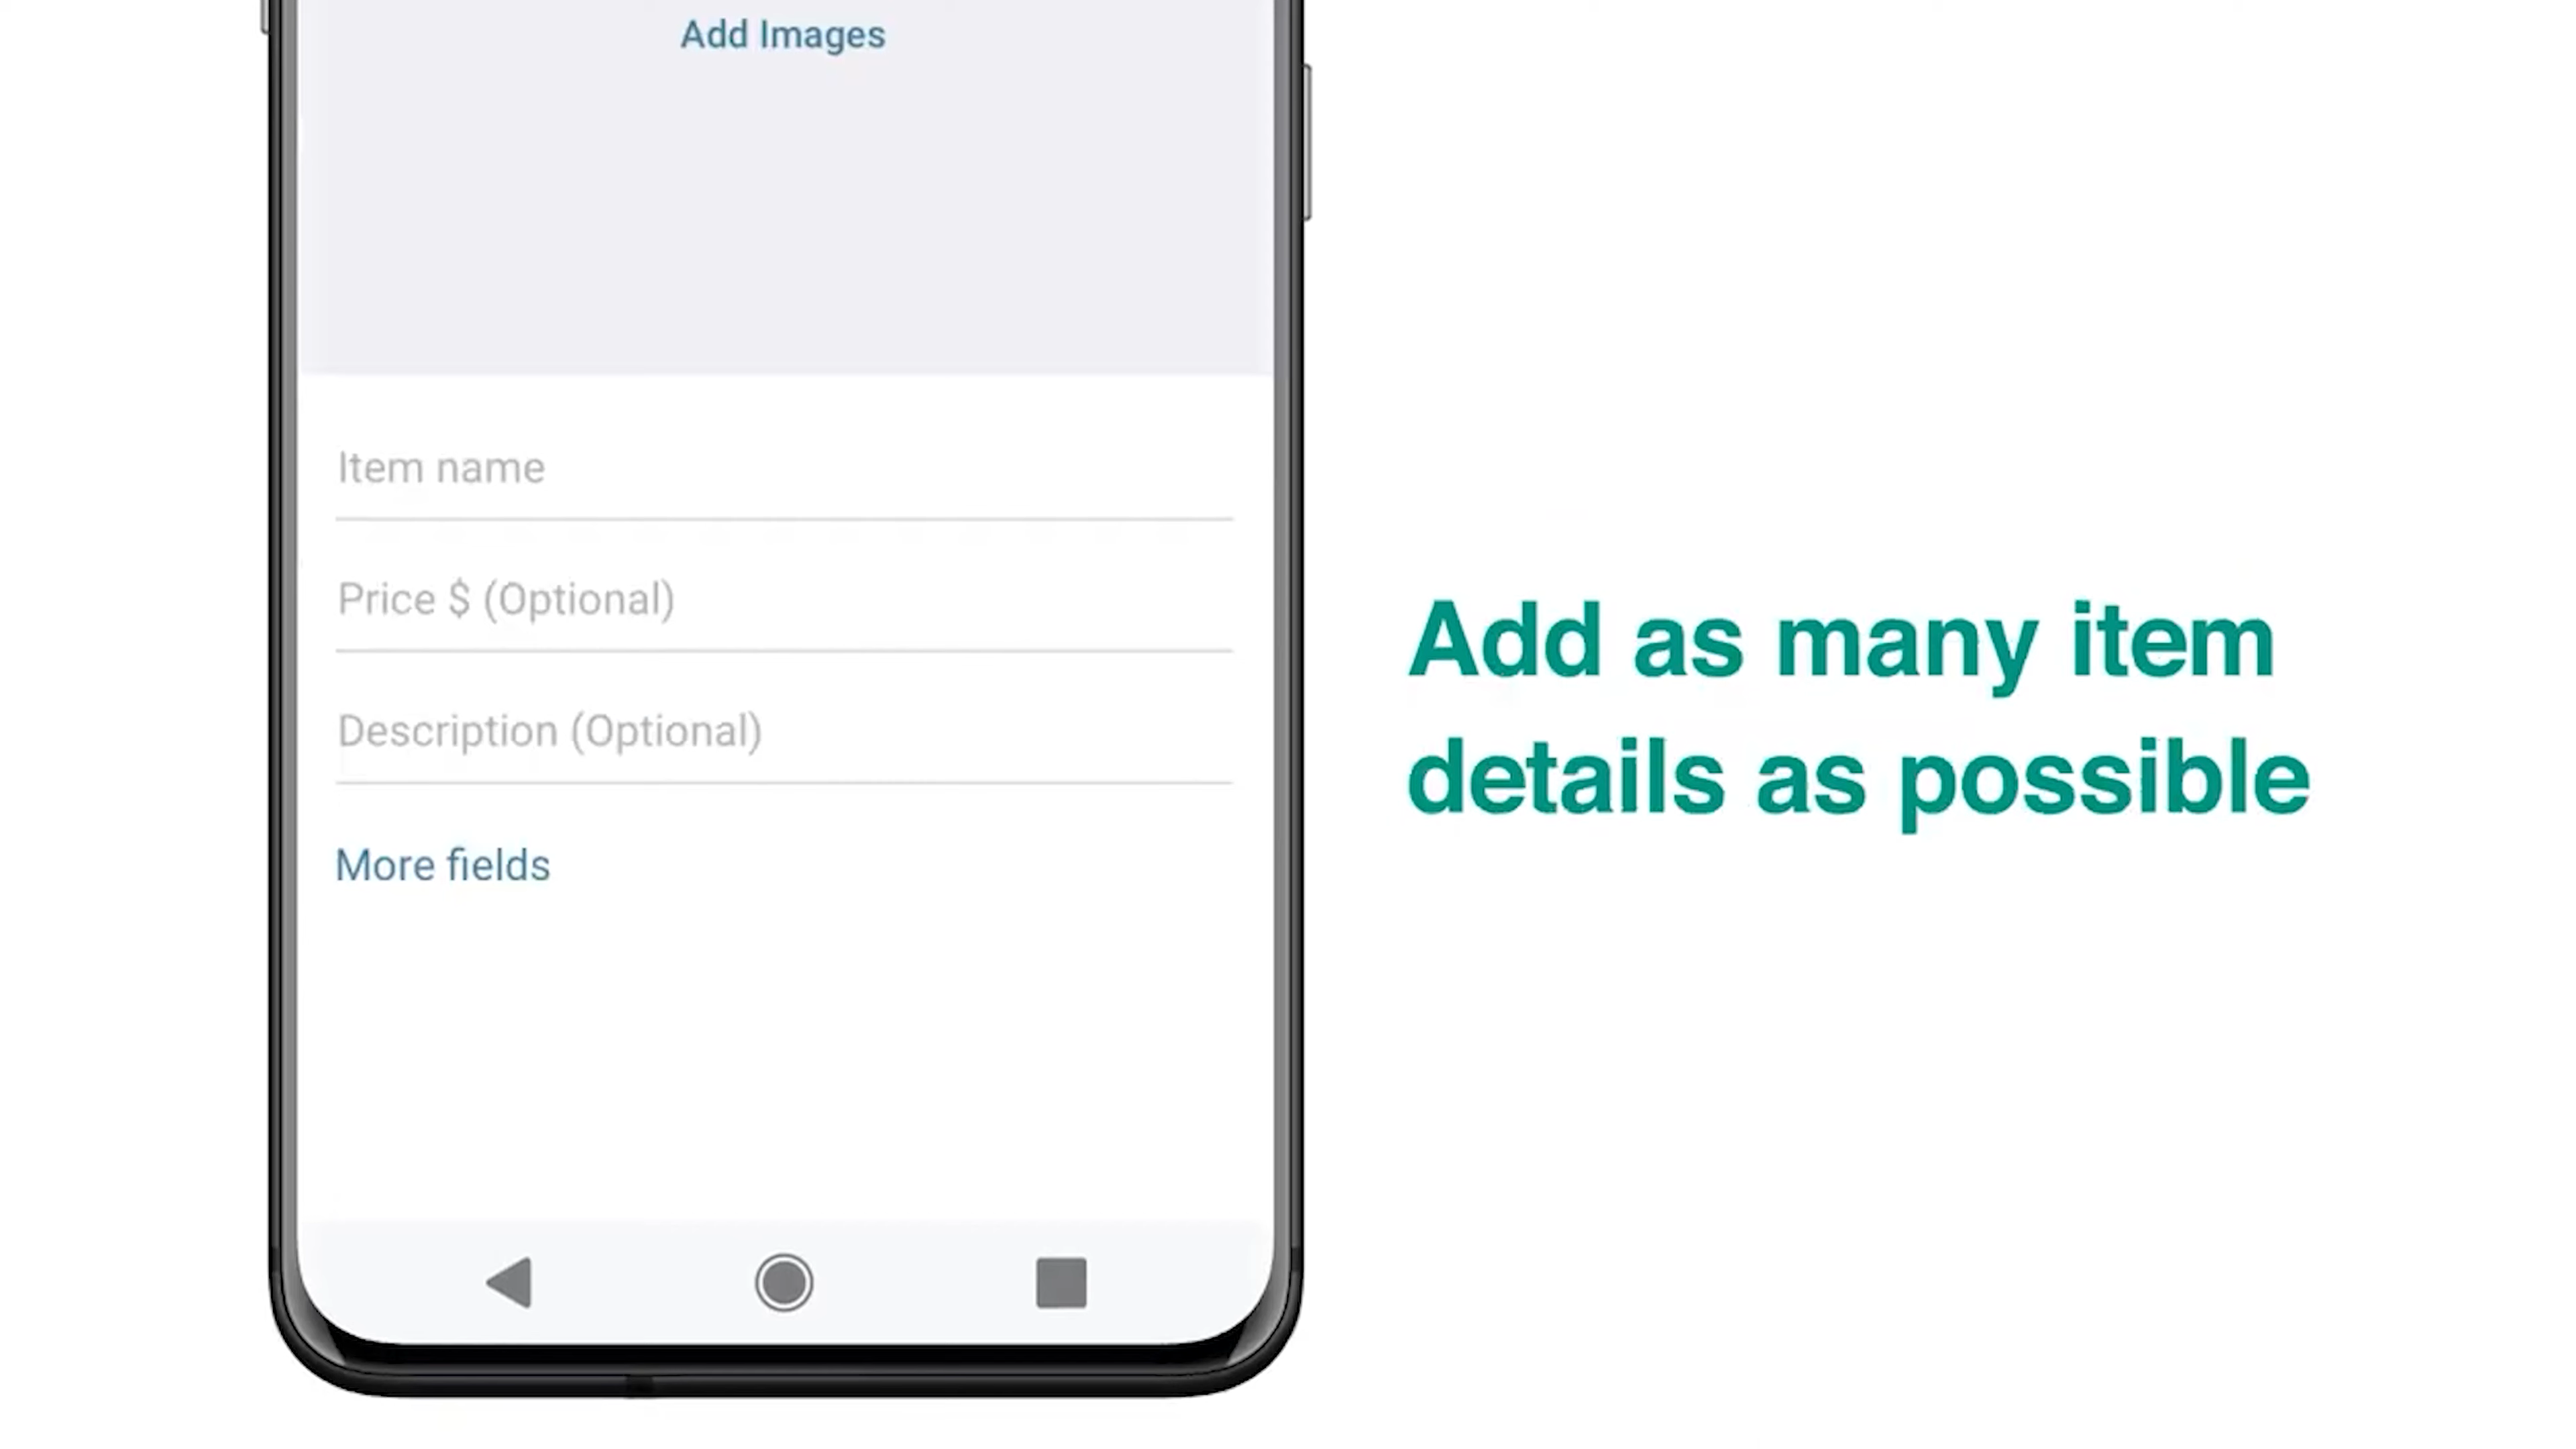 Add Images
Item name
Price $ (Optional)
Description (Optional)
More fields
Add as many item
details as possible